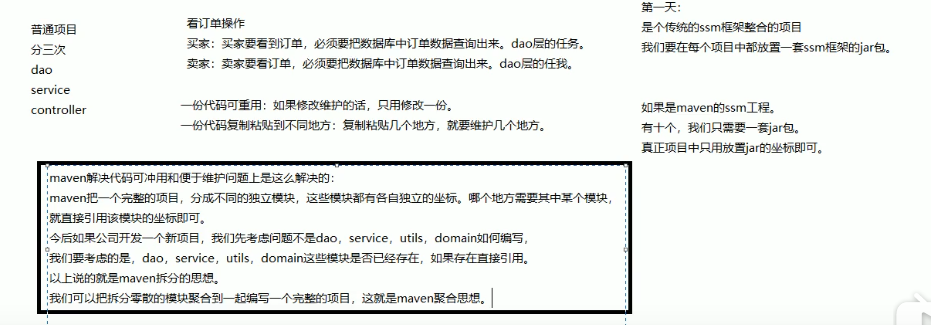 普通项目
分三次
dao
service
controller
看订单操作
买家：买家要看到订单，必须要把数据库中订单数据查询出来。dao层的任务。
卖家：卖家要看订单，必须要把数据库中订单数据查询出来。dao层的任我。
一份代码可重用：如果修改维护的话，只用修改一份。
一份代码复制粘贴到不同地方：复制粘贴几个地方，就要维护几个地方。
第一天：
是个传统的ssm框架整合的项目
我们要在每个项目中都放置一套ssm框架的jar包。
如果是maven的ssm工程。
有十个，我们只需要一套jar包。
真正项目中只用放置jar的坐标即可。
maven解决代码可冲用和便于维护问题上是这么解决的：
maven把一个完整的项目，分成不同的独立模块，这些模块都有各自独立的坐标。哪个地方需要其中某个模块，
就直接引用该模块的坐标即可。
今后如果公司开发一个新项目，我们先考虑问题不是dao，service，utils，domain如何编写，
我们要考虑的是，dao，service，utils，domain这些模块是否已经存在，如果存在直接引用。
以上说的就是maven拆分的思想。
我们可以把拆分零散的模块聚合到一起编写一个完整的项目，这就是maven聚合思想。